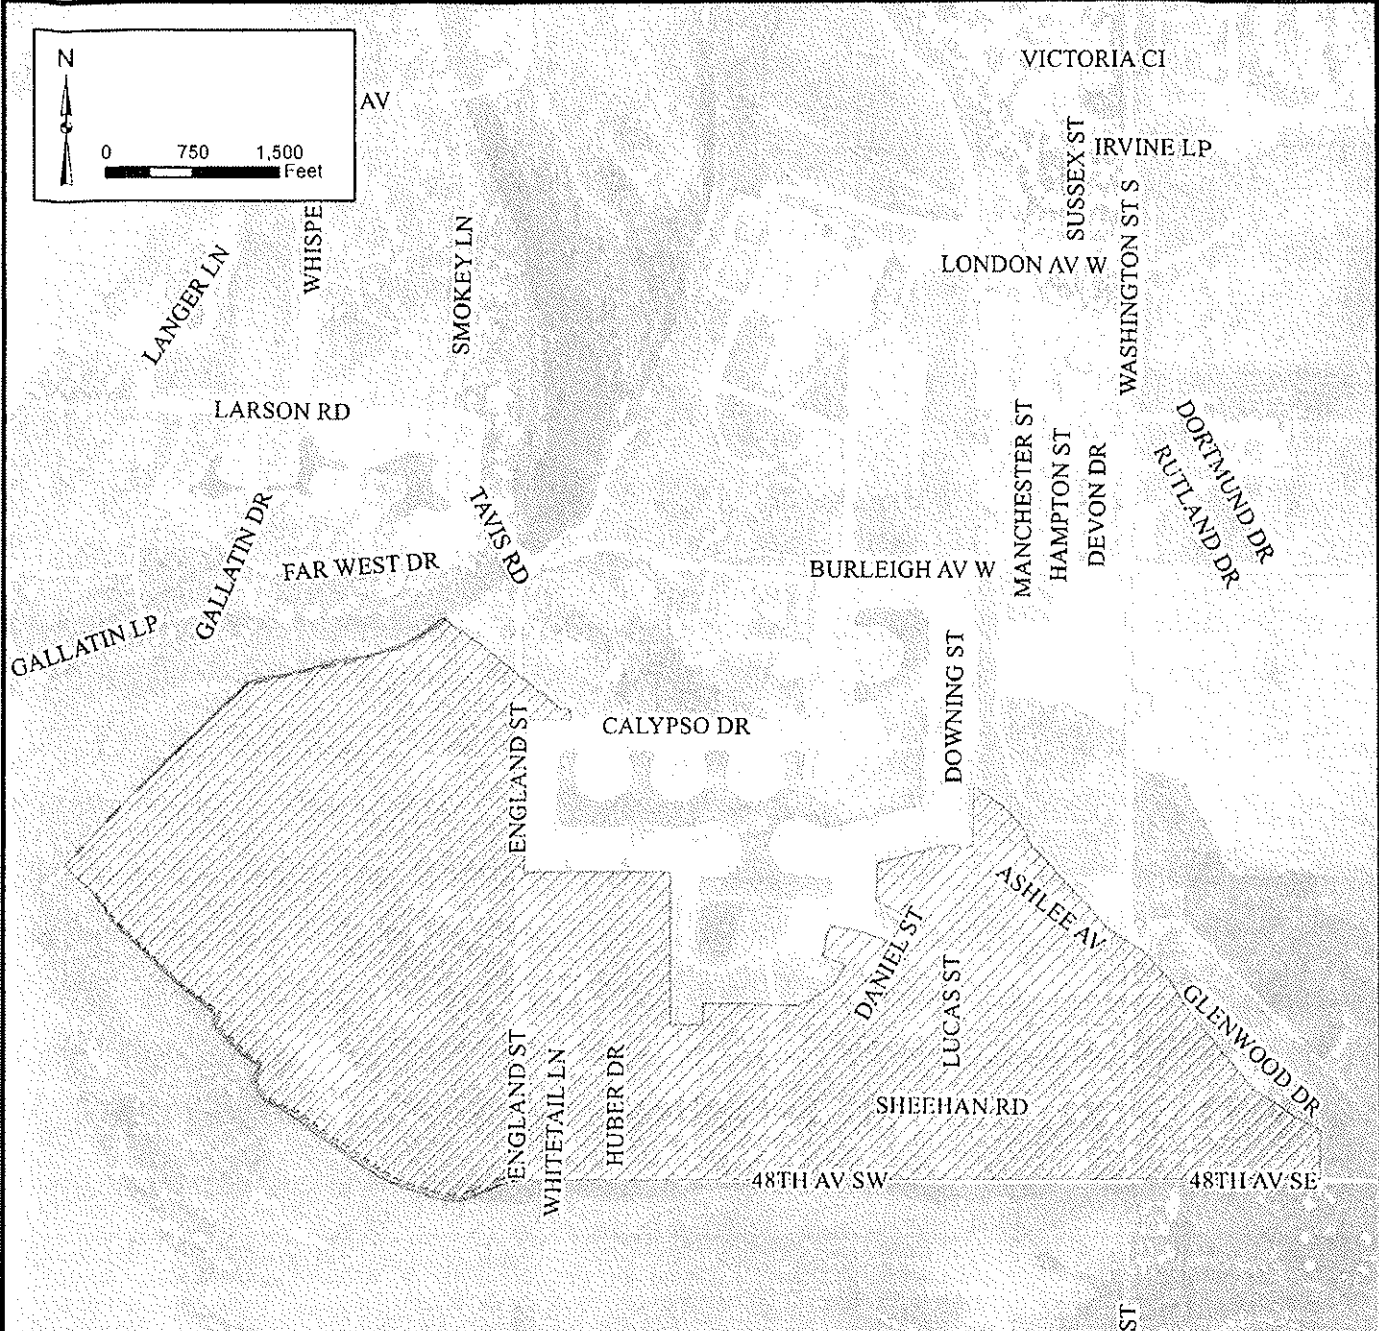 N
AV
0 750 1,500
Feet
VICTORIA CI
SUSSEX ST
IRVINE LP
WASHINGTON ST S
LONDON AV W
WHISPE
SMOKEY LN
LANGER LN
LARSON RD
MANCHESTER ST
HAMPTON ST
DEVON DR
DORTMUND DR
RUTLAND DR
GALLATIN DR
TAVIS RD
FAR WEST DR
BURLEIGH AV W
GALLATIN LP
DOWNING ST
ENGLAND ST
CALYPSO DR
ASHLEE AV
DANIEL ST
LUCAS ST
GLENWOOD DR
ENGLAND ST
WHITETAIL LN
HUBER DR
SHEEHAN RD
48TH AV SW
48TH AV SE
ST